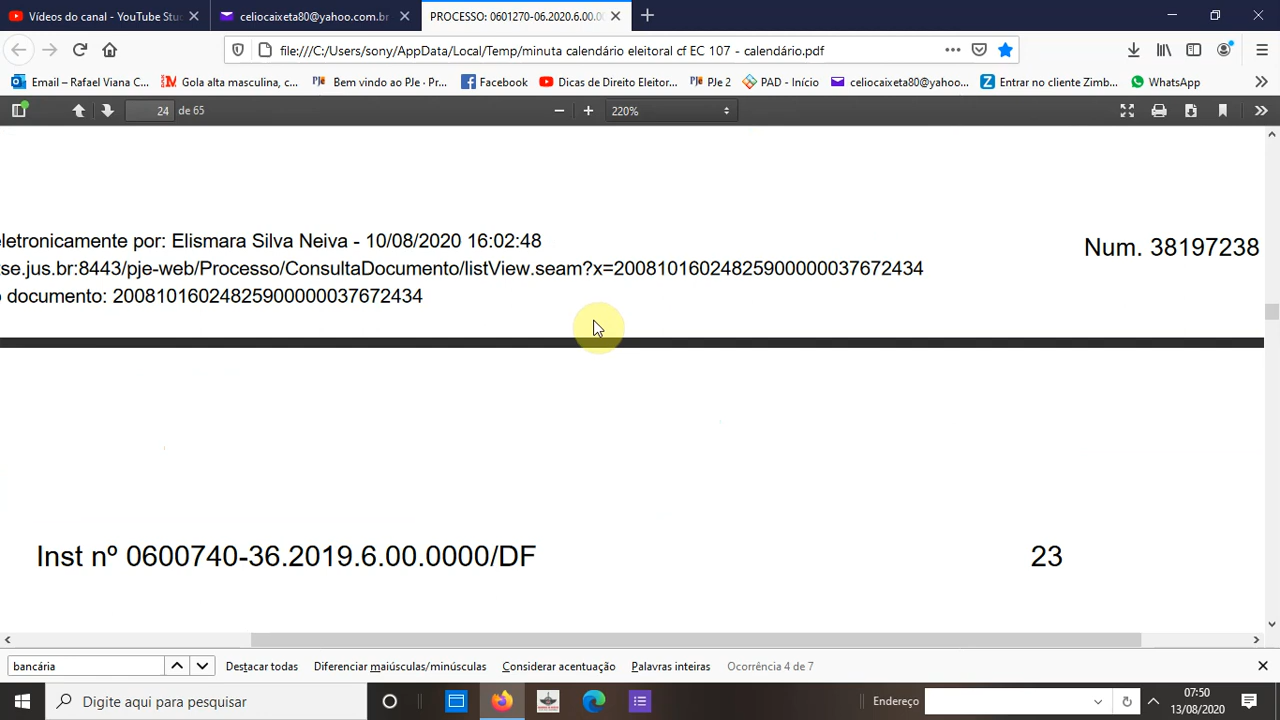 Vídeos do canal - YouTube Stu
celiocaixeta80@yahoo.com.br
PROCESSO: 0601270-06.2020.6.00.00
file:///C:/Users/sony/AppData/Local/Temp/minuta calendário eleitoral cf EC 107 - calendário.pdf
Email – Rafael Viana C...
Gola alta masculina, c...
Bem vindo ao PJe · Pr...
Facebook
Dicas de Direito Eleitor...
PJe 2
PAD - Início
celiocaixeta80@yahoo...
Entrar no cliente Zimb...
WhatsApp
24 de 65
220%
eletronicamente por: Elismara Silva Neiva - 10/08/2020 16:02:48
Num. 38197238
tse.jus.br:8443/pje-web/Processo/ConsultaDocumento/listView.seam?x=20081016024825900000037672434
o documento: 20081016024825900000037672434
Inst nº 0600740-36.2019.6.00.0000/DF
23
bancária
Destacar todas
Diferenciar maiúsculas/minúsculas
Considerar acentuação
Palavras inteiras
Ocorrência 4 de 7
Digite aqui para pesquisar
Endereço
07:50
13/08/2020